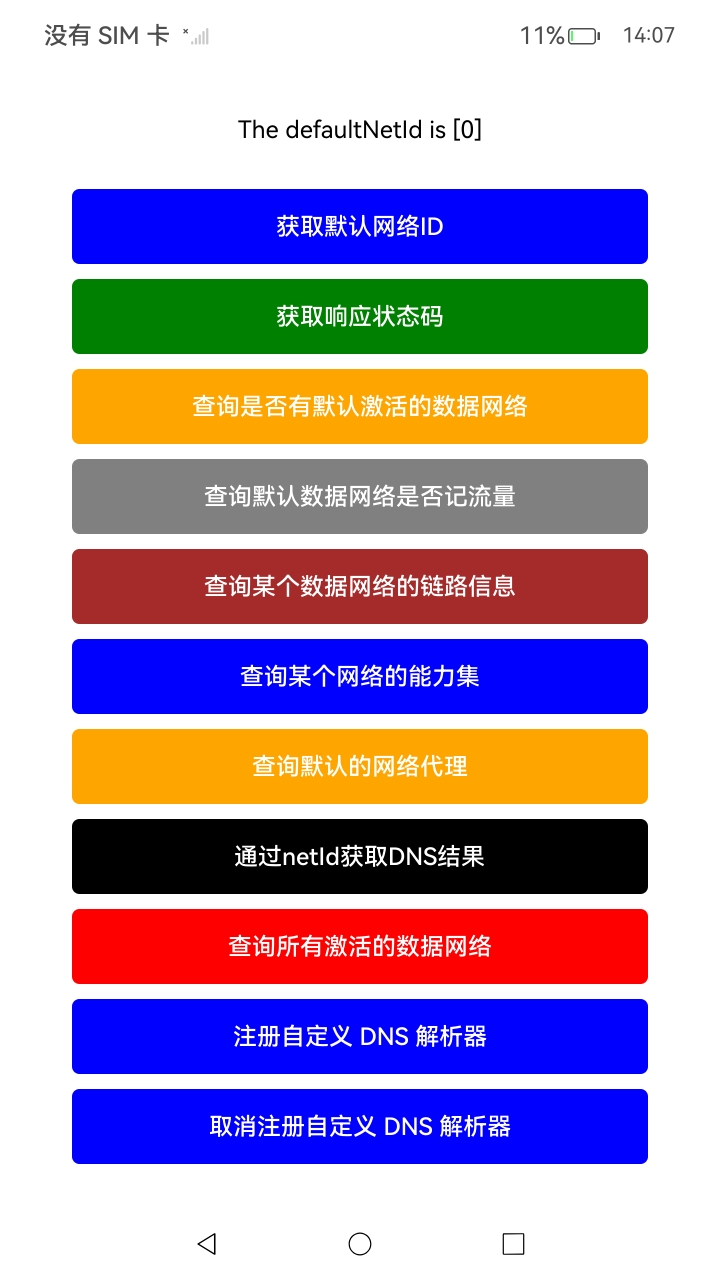 没有 SIM 卡
11%
14:07
The defaultNetId is [0]
获取默认网络ID
获取响应状态码
查询是否有默认激活的数据网络
查询默认数据网络是否记流量
查询某个数据网络的链路信息
查询某个网络的能力集
查询默认的网络代理
通过netId获取DNS结果
查询所有激活的数据网络
注册自定义 DNS 解析器
取消注册自定义 DNS 解析器